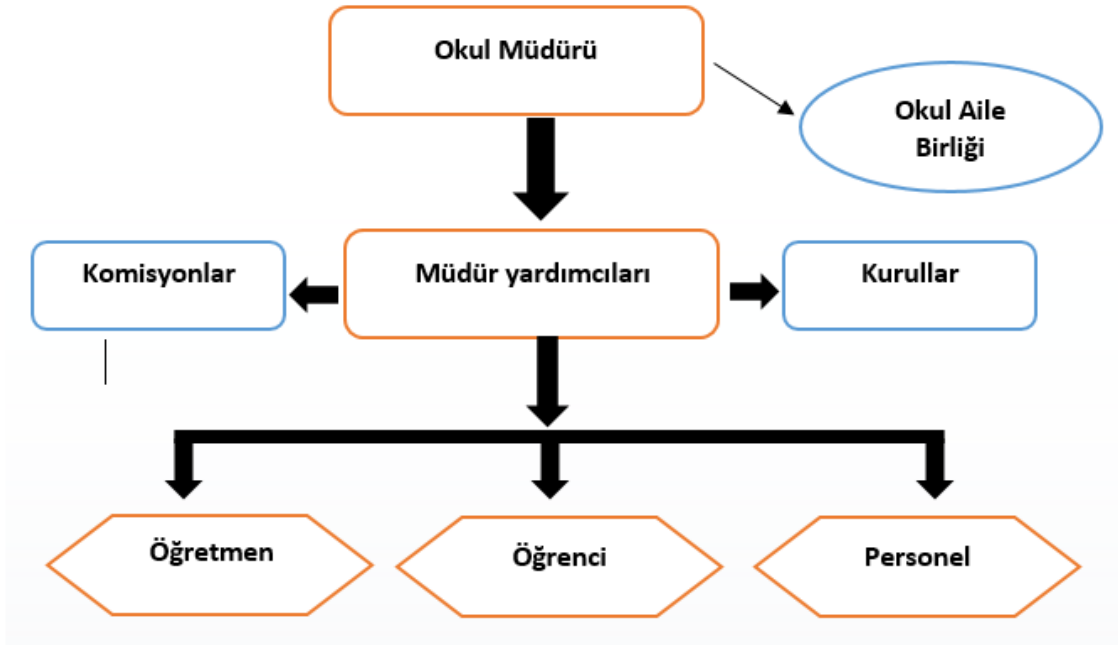 Okul Müdürü
Okul Aile
Birliği
Komisyonlar
Müdür yardımcıları
Kurullar
Öğretmen
Öğrenci
Personel